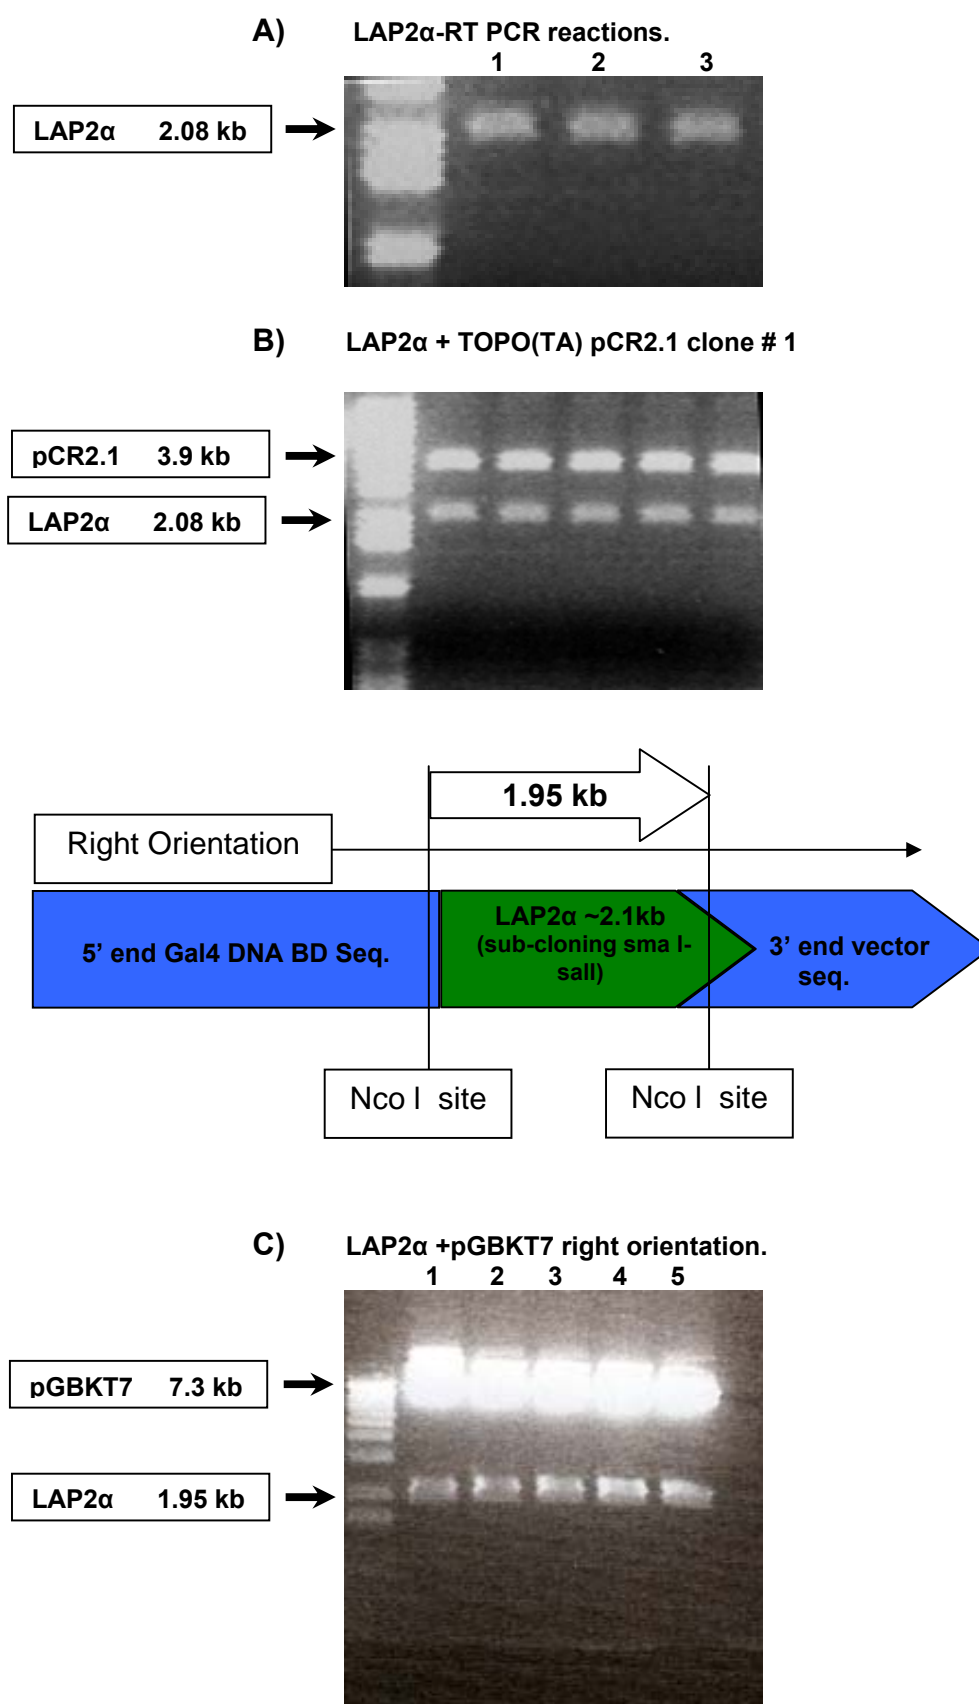 A) LAP2α-RT PCR reactions.
1 2 3
LAP2α 2.08 kb
B) LAP2α + TOPO(TA) pCR2.1 clone # 1
pCR2.1 3.9 kb
LAP2α 2.08 kb
1.95 kb
Right Orientation
5’ end Gal4 DNA BD Seq.
LAP2α ~2.1kb
(sub-cloning sma I-
salI)
3’ end vector
seq.
Nco I site
Nco I site
C) LAP2α +pGBKT7 right orientation.
1 2 3 4 5
pGBKT7 7.3 kb
LAP2α 1.95 kb